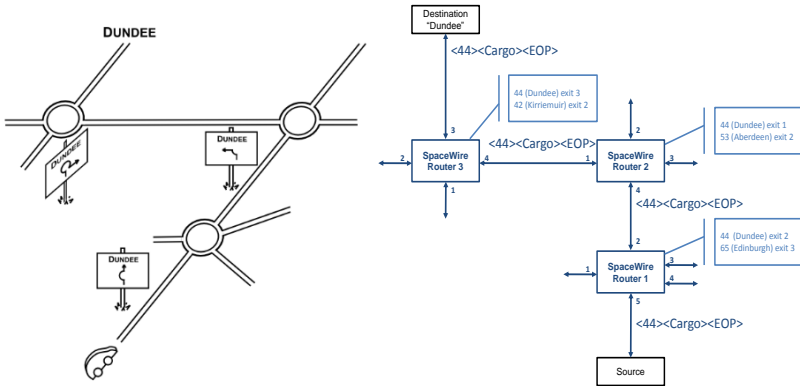 DUNDEE
DUNDEE
DUNDEE
DUNDEE
Destination
"Dundee"
<44><Cargo><EOP>
44 (Dundee) exit 3
42 (Kirriemuir) exit 2
3
<44><Cargo><EOP>
2
SpaceWire
Router 3
4
1
44 (Dundee) exit 1
53 (Aberdeen) exit 2
2
1
SpaceWire
Router 2
3
4
<44><Cargo><EOP>
44 (Dundee) exit 2
65 (Edinburgh) exit 3
2
1
SpaceWire
Router 1
3
4
5
<44><Cargo><EOP>
Source